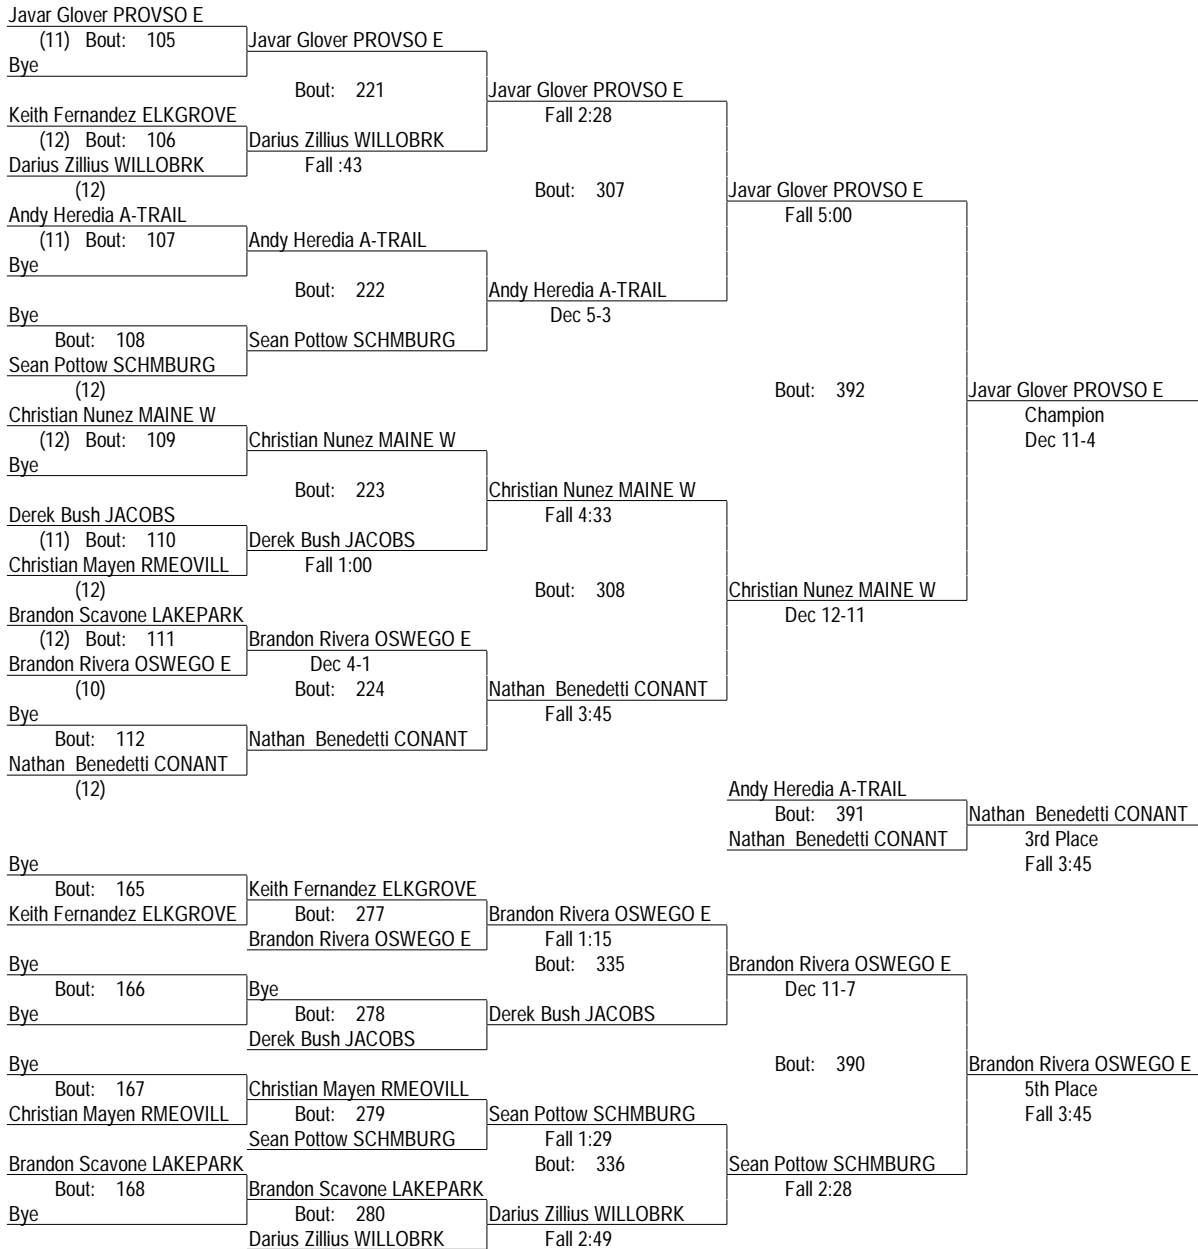 Javar Glover PROVSO E
(11) Bout: 105 Javar Glover PROVSO E
Bye
Bout: 221 Javar Glover PROVSO E
Keith Fernandez ELKGROVE Fall 2:28
(12) Bout: 106 Darius Zillius WILLOBRK
Darius Zillius WILLOBRK Fall :43
(12) Bout: 307 Javar Glover PROVSO E
Andy Heredia A-TRAIL Fall 5:00
(11) Bout: 107 Andy Heredia A-TRAIL
Bye
Bout: 222 Andy Heredia A-TRAIL
Bye Dec 5-3
Bout: 108 Sean Pottow SCHMBURG
Sean Pottow SCHMBURG
(12) Bout: 392 Javar Glover PROVSO E
Christian Nunez MAINE W Champion
(12) Bout: 109 Christian Nunez MAINE W Dec 11-4
Bye
Bout: 223 Christian Nunez MAINE W
Derek Bush JACOBS Fall 4:33
(11) Bout: 110 Derek Bush JACOBS
Christian Mayen RMEOVILL Fall 1:00
(12) Bout: 308 Christian Nunez MAINE W
Brandon Scavone LAKEPARK Dec 12-11
(12) Bout: 111 Brandon Rivera OSWEGO E
Brandon Rivera OSWEGO E Dec 4-1
(10) Bout: 224 Nathan Benedetti CONANT
Bye Fall 3:45
Bout: 112 Nathan Benedetti CONANT
Nathan Benedetti CONANT
(12) Andy Heredia A-TRAIL
Bout: 391 Nathan Benedetti CONANT
Nathan Benedetti CONANT 3rd Place
Bye Fall 3:45
Bout: 165 Keith Fernandez ELKGROVE
Keith Fernandez ELKGROVE Bout: 277 Brandon Rivera OSWEGO E
Brandon Rivera OSWEGO E Fall 1:15
Bye Bout: 335 Brandon Rivera OSWEGO E
Bout: 166 Bye Dec 11-7
Bye Bout: 278 Derek Bush JACOBS
Derek Bush JACOBS
Bye Bout: 390 Brandon Rivera OSWEGO E
Bout: 167 Christian Mayen RMEOVILL 5th Place
Christian Mayen RMEOVILL Bout: 279 Sean Pottow SCHMBURG Fall 3:45
Sean Pottow SCHMBURG Fall 1:29
Brandon Scavone LAKEPARK Bout: 336 Sean Pottow SCHMBURG
Bout: 168 Brandon Scavone LAKEPARK Fall 2:28
Bye Bout: 280 Darius Zillius WILLOBRK
Darius Zillius WILLOBRK Fall 2:49